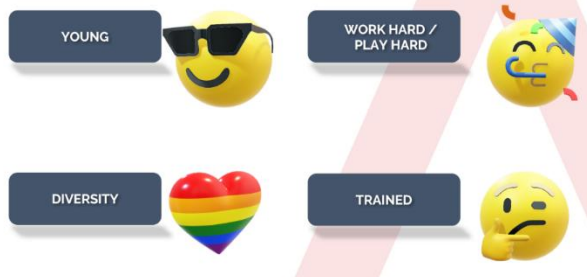 YOUNG
WORK HARD /
PLAY HARD
DIVERSITY
TRAINED